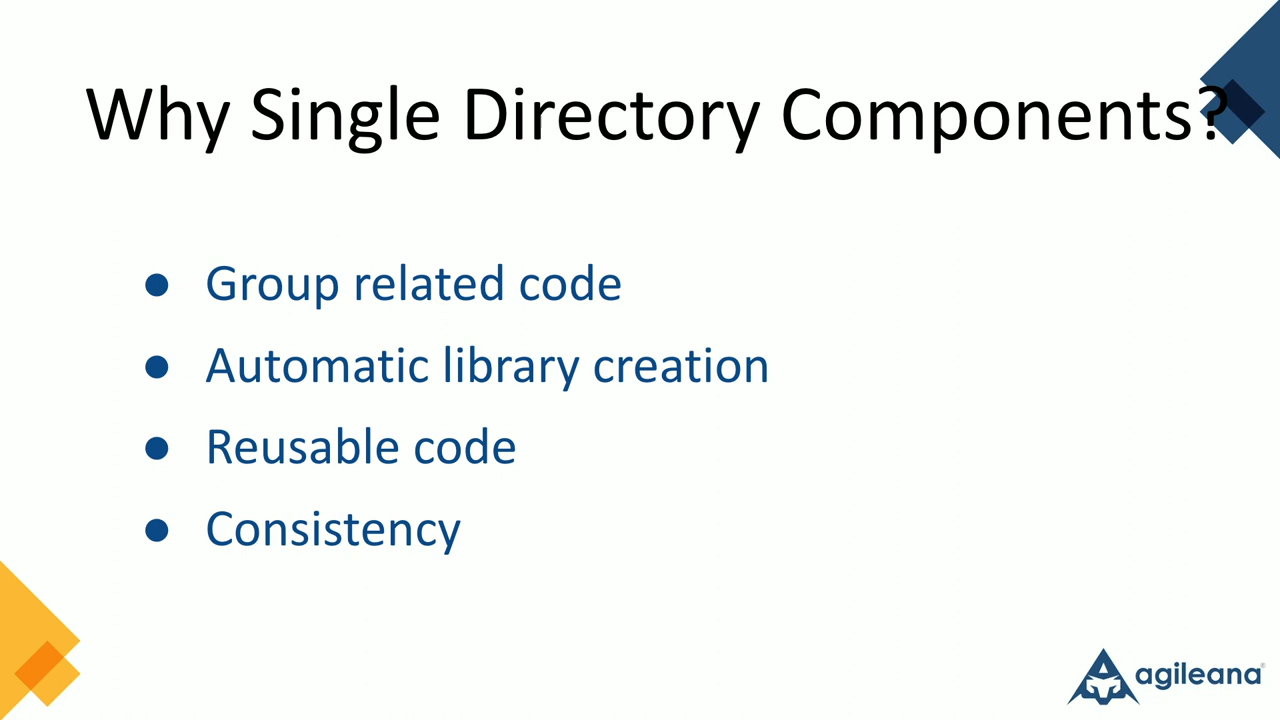 Why Single Directory Components?
● Group related code
● Automatic library creation
● Reusable code
● Consistency
agileana®